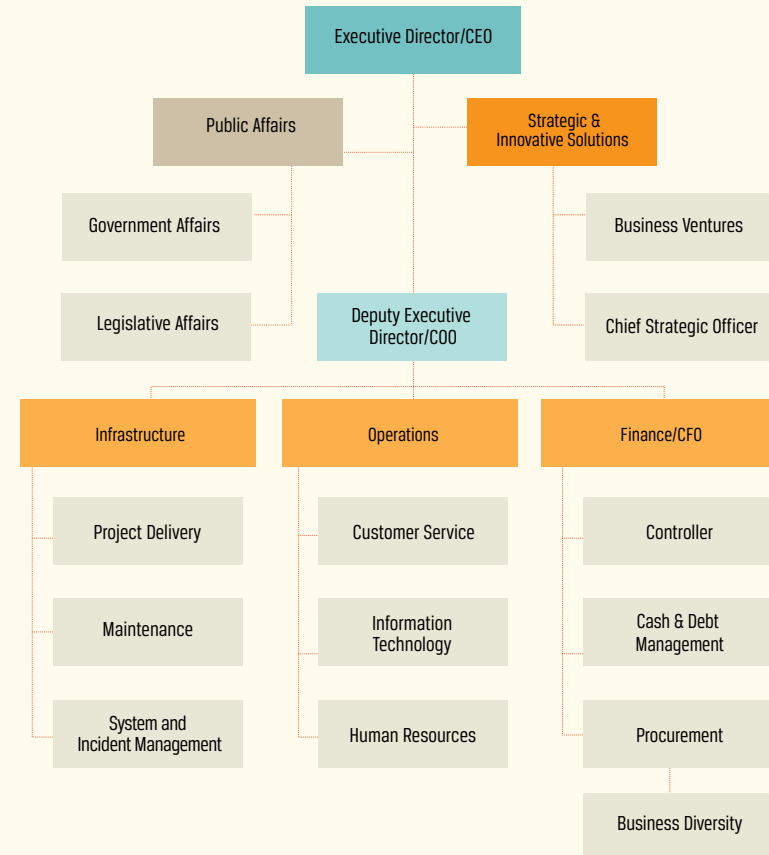 Executive Director/CEO
Public Affairs
Strategic &
Innovative Solutions
Government Affairs
Business Ventures
Legislative Affairs
Deputy Executive
Director/COO
Chief Strategic Officer
Infrastructure
Operations
Finance/CFO
Project Delivery
Customer Service
Controller
Maintenance
Information
Technology
Cash & Debt
Management
System and
Incident Management
Human Resources
Procurement
Business Diversity